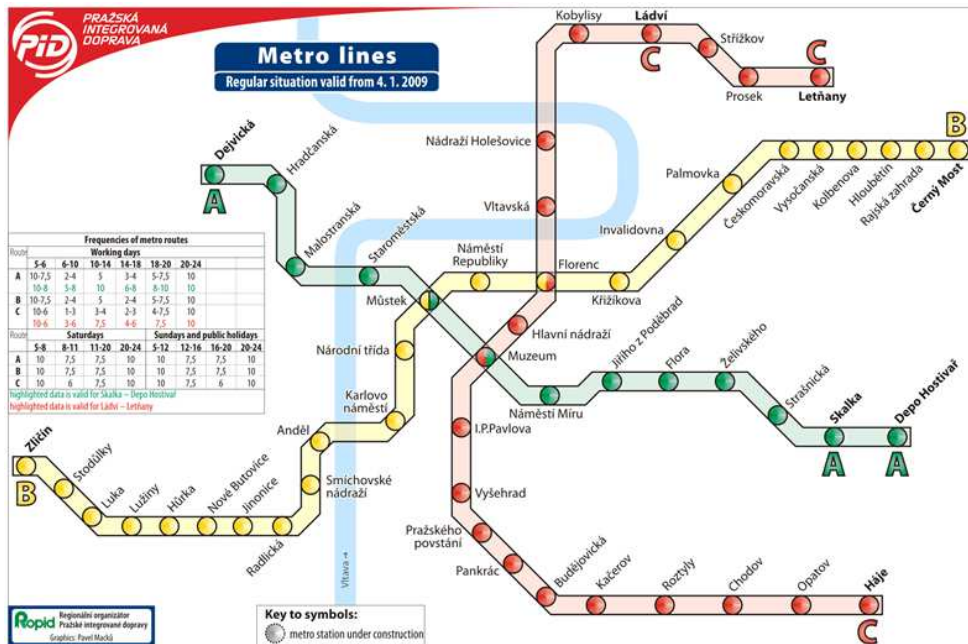 PID
PRAŽSKÁ
INTEGROVANÁ
DOPRAVA
Metro lines
Regular situation valid from 4. 1. 2009
Kobylisy
Ládví
C
Střížkov
Prosek
C
Letňany
Nádraží Holešovice
Vltavská
Dejvická
A
Hradčanská
Malostranská
Staroměstská
Můstek
Náměstí
Republiky
Florenc
Křižíkova
Invalidovna
Palmovka
Českomoravská
Vysočanská
Kolbenova
Hloubětín
Rajská zahrada
B
Černý Most
Frequencies of metro routes
Route Working days
5-6 6-10 10-14 14-18 18-20 20-24
A 10-7,5 2-4 5 3-4 5-7,5 10
10-8 5-8 10 6-8 8-10 10
B 10-7,5 2-4 5 2-4 5-7,5 10
C 10-6 1-3 3-4 2-3 4-7,5 10
10-6 3-6 7,5 4-6 7,5 10
Route Saturdays Sundays and public holidays
5-8 8-11 11-20 20-24 5-12 12-16 16-20 20-24
A 10 7,5 7,5 10 10 7,5 7,5 10
B 10 7,5 7,5 10 10 7,5 7,5 10
C 10 6 7,5 10 10 7,5 6 10
highlighted data is valid for Skalka – Depo Hostivař
highlighted data is valid for Ládví – Letňany
Hlavní nádraží
Muzeum
Národní třída
Karlovo
náměstí
Anděl
Smíchovské
nádraží
Radlická
Jinonice
Nové Butovice
Hůrka
Lužiny
Luka
Stodůlky
Zličín
B
Náměstí Míru
Jiřího z Poděbrad
Flora
Želivského
Strašnická
Skalka
A
Depo Hostivař
A
I.P.Pavlova
Vyšehrad
Pražského
povstání
Pankrác
Budějovická
Kačerov
Roztyly
Chodov
Opatov
Háje
C
Vltava
Ropid
Regionální organizátor
Pražské integrované dopravy
Graphics: Pavel Macků
Key to symbols:
metro station under construction